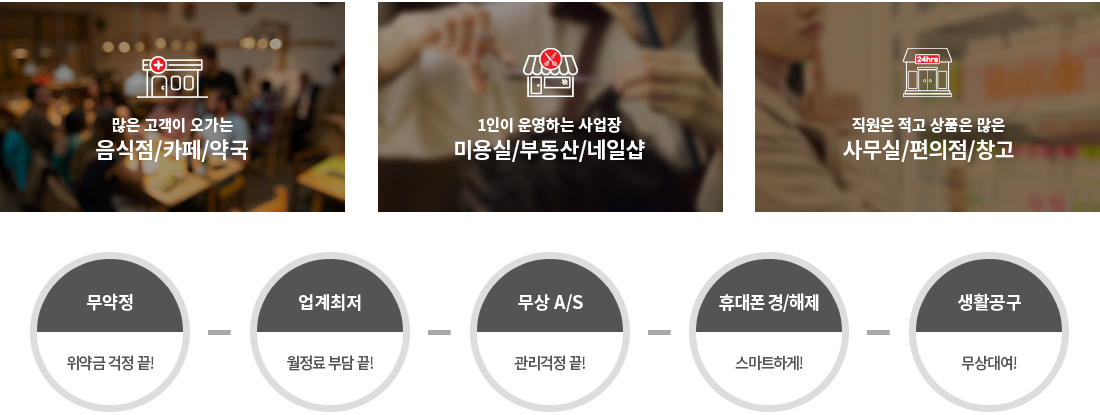 많은 고객이 오가는
음식점/카페/약국
1인이 운영하는 사업장
미용실/부동산/네일샵
24hrs
직원은 적고 상품은 많은
사무실/편의점/창고
무약정
위약금 걱정 끝!
업계최저
월정료 부담 끝!
무상 A/S
관리걱정 끝!
휴대폰 경/해제
스마트하게!
생활공구
무상대여!